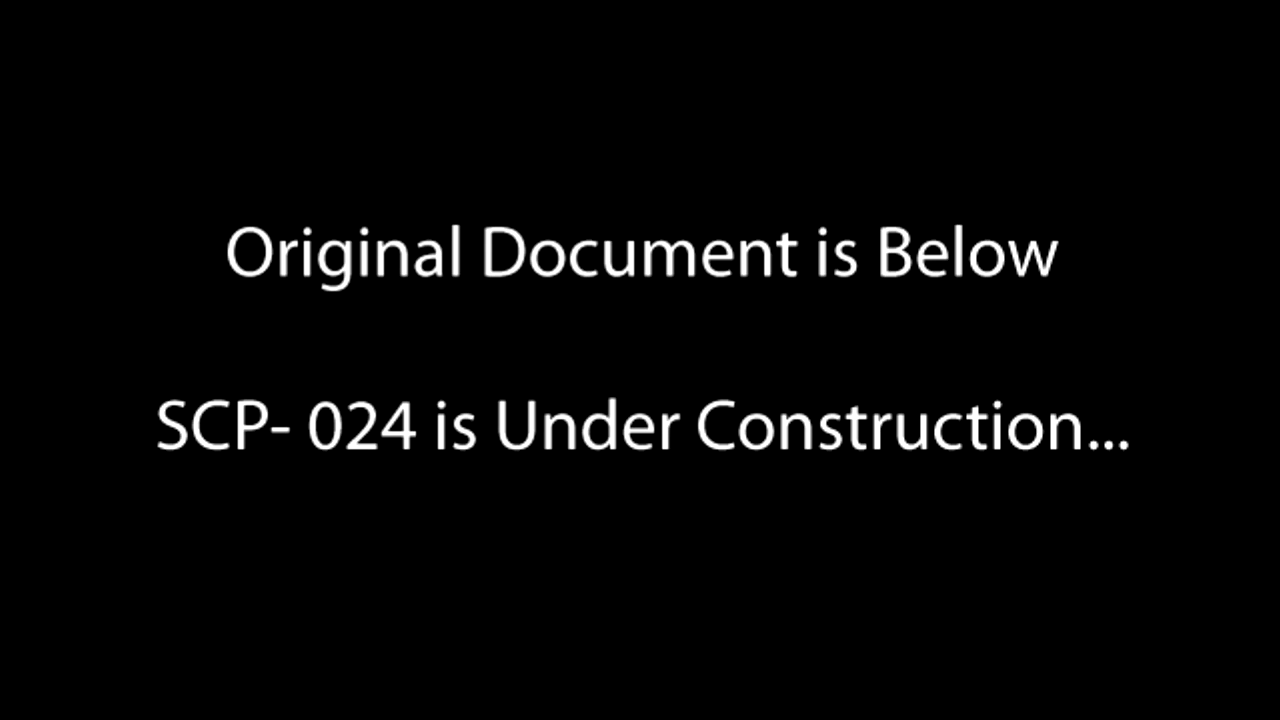 Original Document is Below
SCP- 024 is Under Construction...